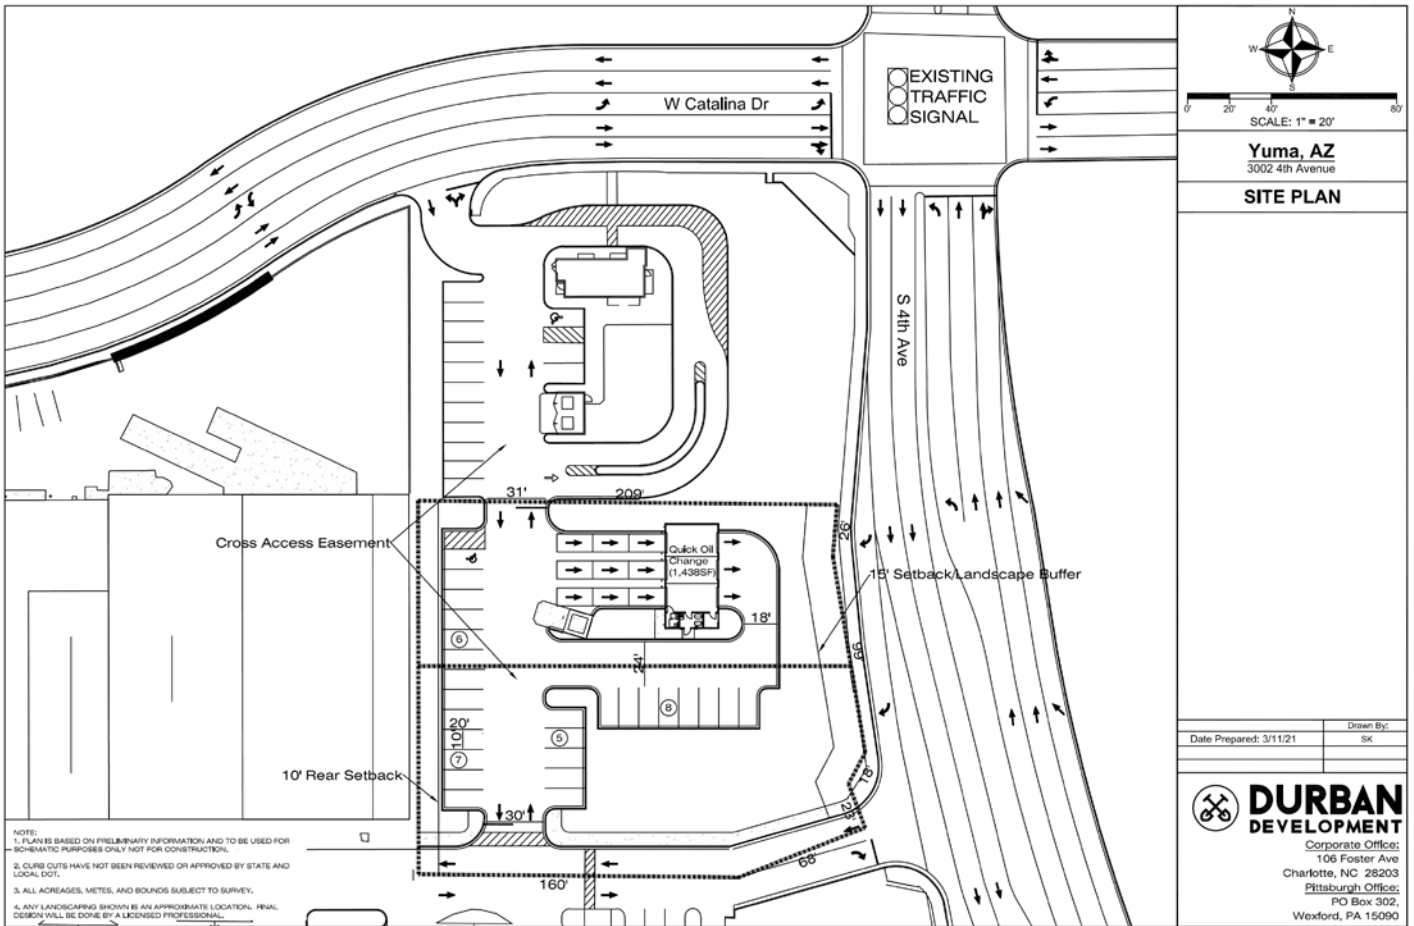 W Catalina Dr
EXISTING
TRAFFIC
SIGNAL
S 4th Ave
31'
209'
Cross Access Easement
Quick Oil
Change
(1,438SF)
26'
15' Setback/Landscape Buffer
18'
6
24'
66'
8
20'
10'
5
7
10' Rear Setback
30'
18'
23'
68'
160'
NOTE:
1. PLAN IS BASED ON PRELIMINARY INFORMATION AND TO BE USED FOR
SCHEMATIC PURPOSES ONLY NOT FOR CONSTRUCTION.
2. CURB CUTS HAVE NOT BEEN REVIEWED OR APPROVED BY STATE AND
LOCAL DOT.
3. ALL ACREAGES, METES, AND BOUNDS SUBJECT TO SURVEY.
4. ANY LANDSCAPING SHOWN IS AN APPROXIMATE LOCATION. FINAL
DESIGN WILL BE DONE BY A LICENSED PROFESSIONAL.
N
W E
S
0' 20' 40' 80'
SCALE: 1" = 20'
Yuma, AZ
3002 4th Avenue
SITE PLAN
Drawn By:
Date Prepared: 3/11/21 SK
DURBAN
DEVELOPMENT
Corporate Office:
106 Foster Ave
Charlotte, NC 28203
Pittsburgh Office:
PO Box 302,
Wexford, PA 15090